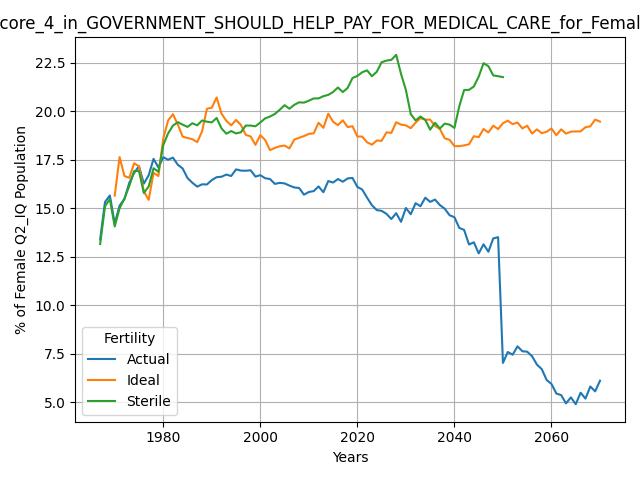 core_4_in_GOVERNMENT_SHOULD_HELP_PAY_FOR_MEDICAL_CARE_for_Femal
% of Female Q2_IQ Population
22.5
20.0
17.5
15.0
12.5
10.0
7.5
5.0
Fertility
Actual
Ideal
Sterile
1980
2000
2020
2040
2060
Years